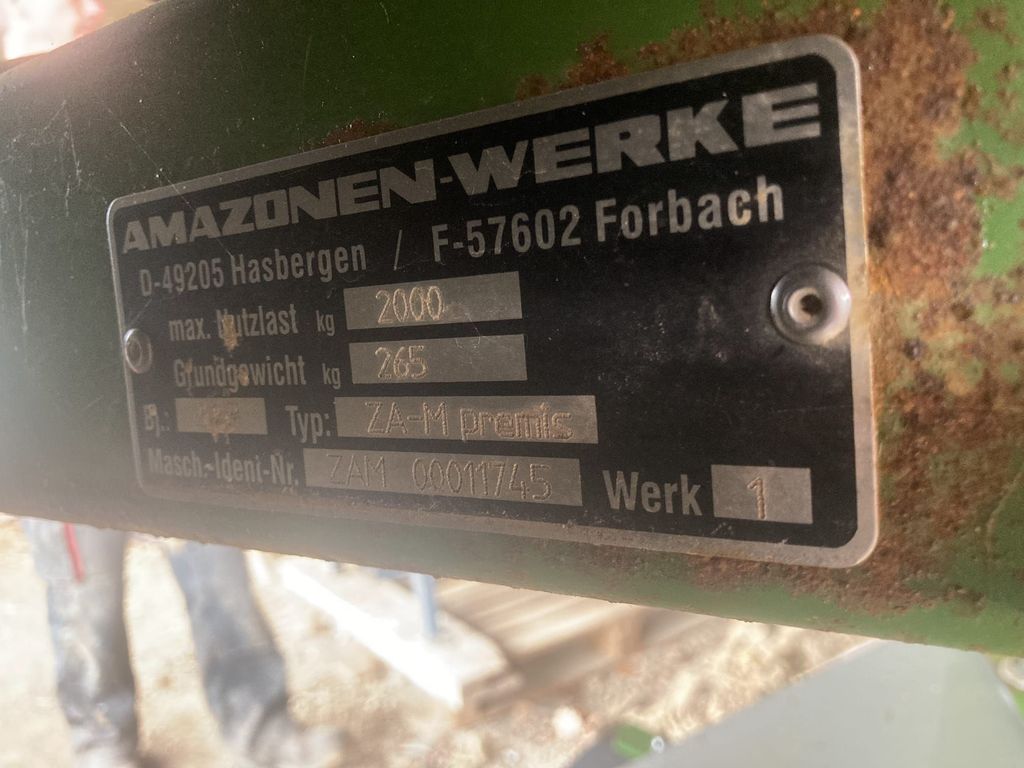 AMAZONEN-WERKE
D-49205 Hasbergen / F-57602 Forbach
max. Nutzlast kg 2000
Grundgewicht kg 265
Bj.: Typ: ZA-M premis
Masch.-Ident-Nr. ZAM 00011745 Werk 1